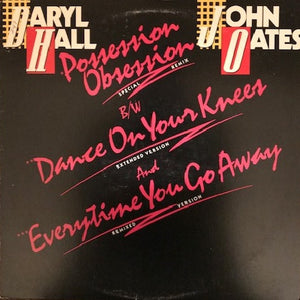 DARYL HALL
JOHN OATES
Possession
Obsession
SPECIAL REMIX
B/W
"Dance On Your Knees
EXTENDED VERSION
And
"Everytime You Go Away
REMIXED VERSION